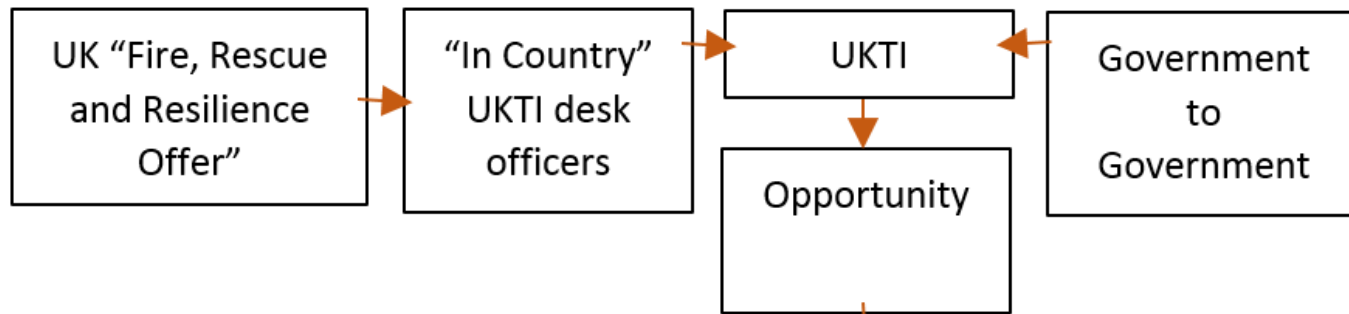 UK “Fire, Rescue
and Resilience
Offer”
“In Country”
UKTI desk
officers
UKTI
Opportunity
Government
to
Government